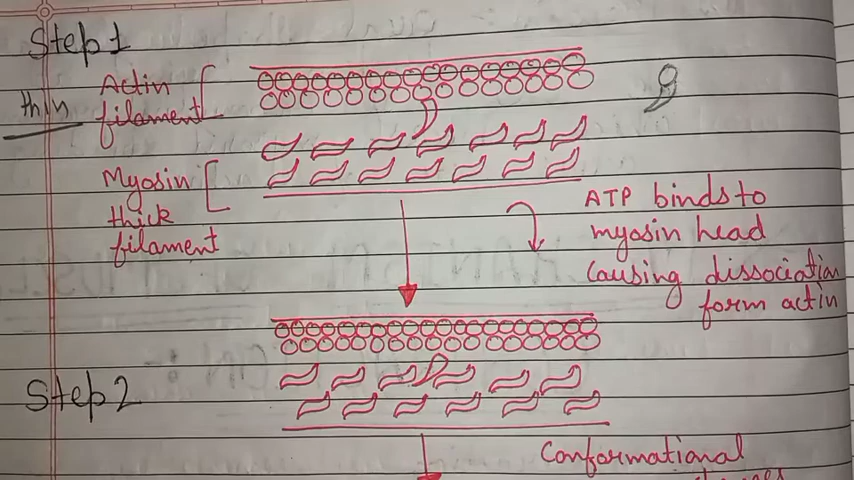 Step 1
Actin
thin filament
Myosin
thick
filament
ATP binds to
myosin head
Causing dissociation
form actin
Step 2
Conformational